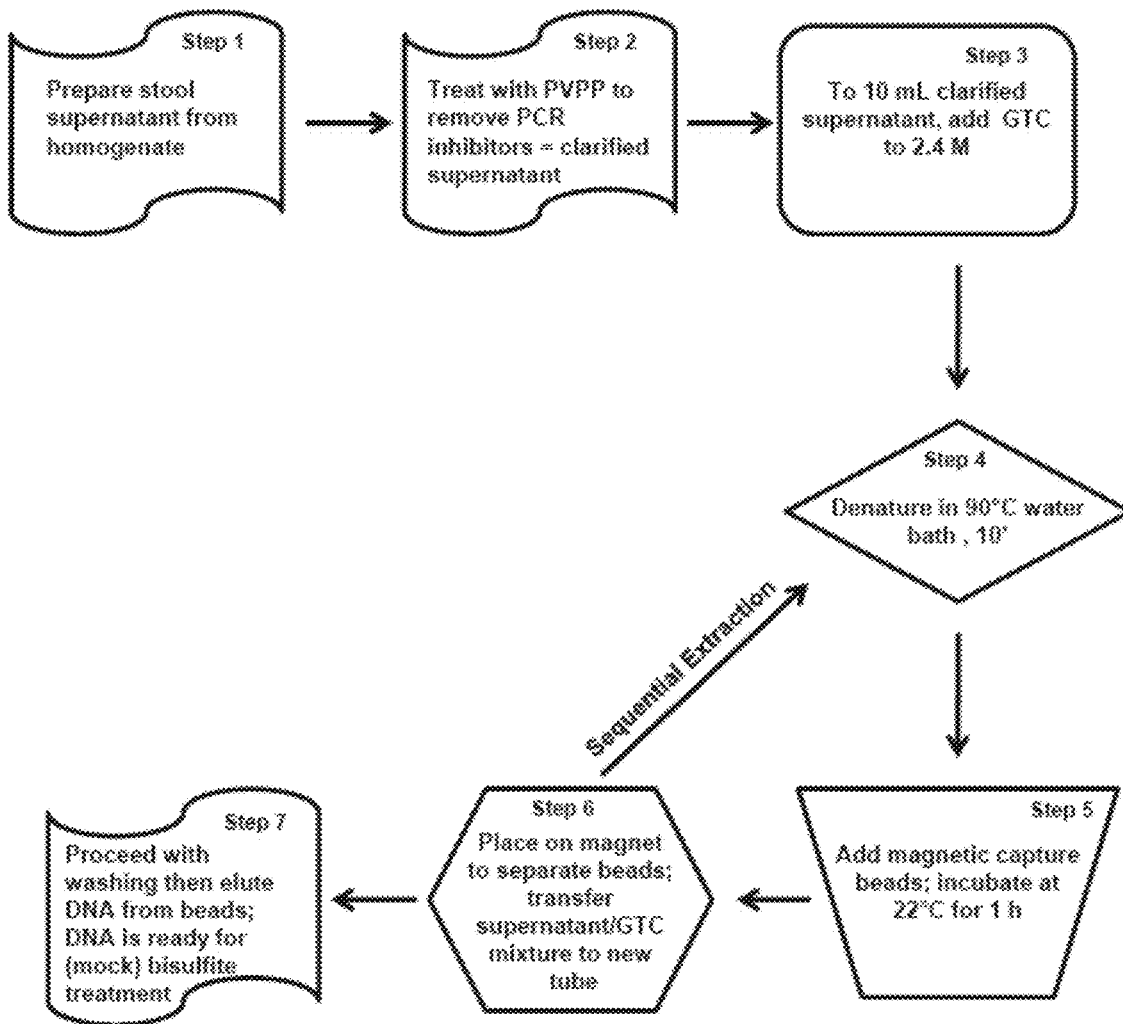 Step 1
Prepare stool
supernatant from
homogenate
Step 2
Treat with PVPP to
remove PCR
inhibitors = clarified
supernatant
Step 3
To 10 mL clarified
supernatant, add GTC
to 2.4 M
Step 4
Denature in 90°C water
bath , 10'
Sequential Extraction
Step 5
Add magnetic capture
beads; incubate at
22°C for 1 h
Step 6
Place on magnet
to separate beads;
transfer
supernatant/GTC
mixture to new
tube
Step 7
Proceed with
washing then elute
DNA from beads;
DNA is ready for
(mock) bisulfite
treatment